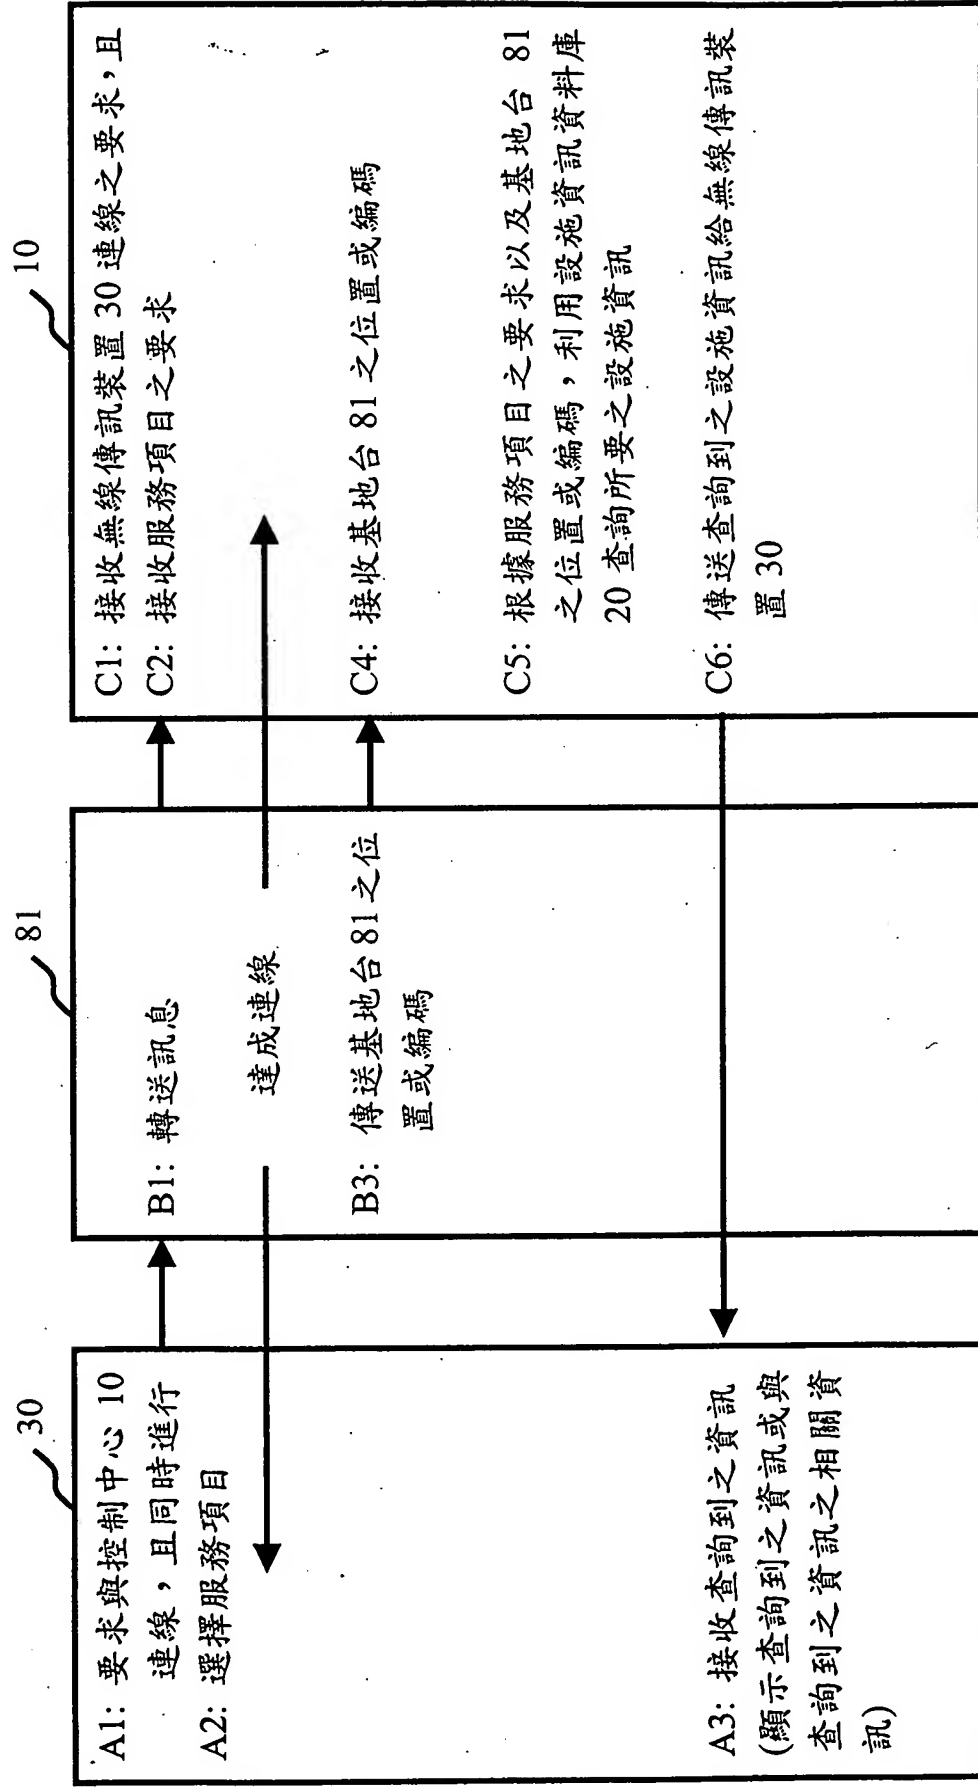 30
A1: 要求與控制中心 10
連線，且同時進行
A2: 選擇服務項目
A3: 接收查詢到之資訊
(顯示查詢到之資訊或與
查詢到之資訊之相關資
訊)
81
B1: 轉送訊息
達成連線
B3: 傳送基地台 81 之位
置或編碼
10
C1: 接收無線傳訊裝置 30 連線之要求，且
C2: 接收服務項目之要求
C4: 接收基地台 81 之位置或編碼
C5: 根據服務項目之要求以及基地台 81
之位置或編碼，利用設施資訊資料庫
20 查詢所要之設施資訊
C6: 傳送查詢到之設施資訊給無線傳訊裝
置 30